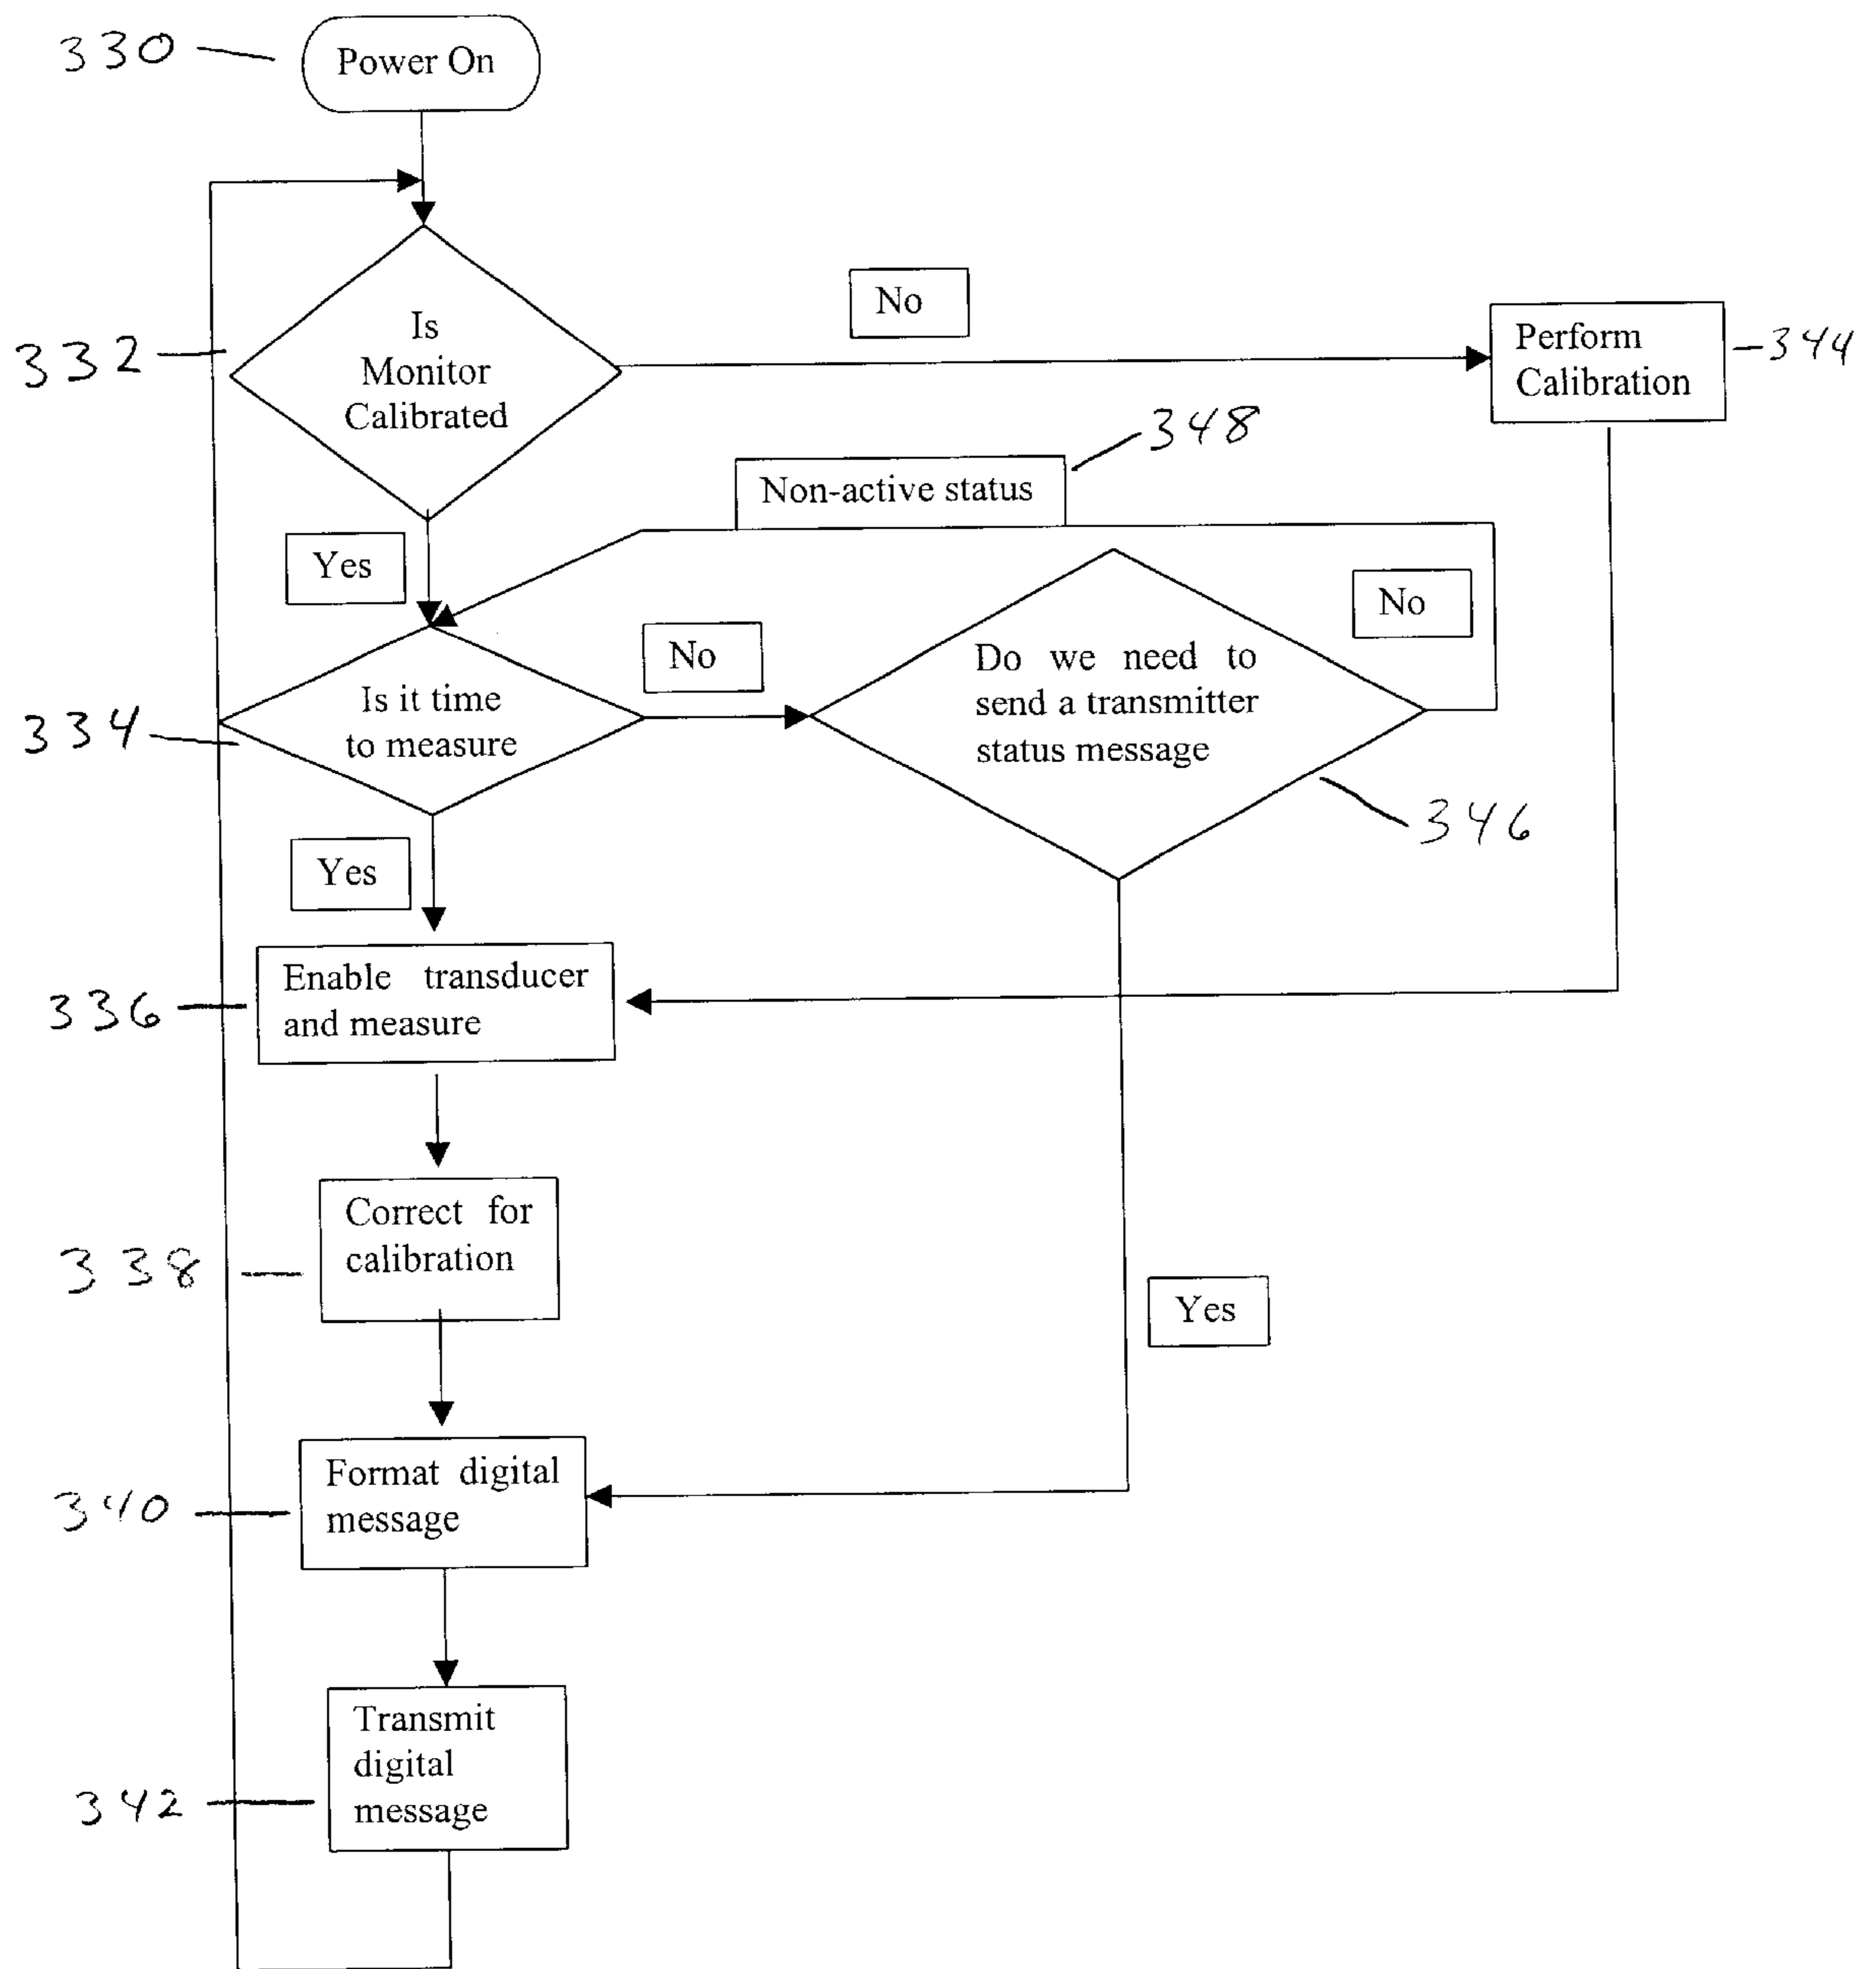 330
Power On
No
332
Is
Monitor
Calibrated
Perform
Calibration
344
348
Non-active status
Yes
No
No
334
Is it time
to measure
Do we need to
send a transmitter
status message
346
Yes
336
Enable transducer
and measure
338
Correct for
calibration
Yes
340
Format digital
message
342
Transmit
digital
message